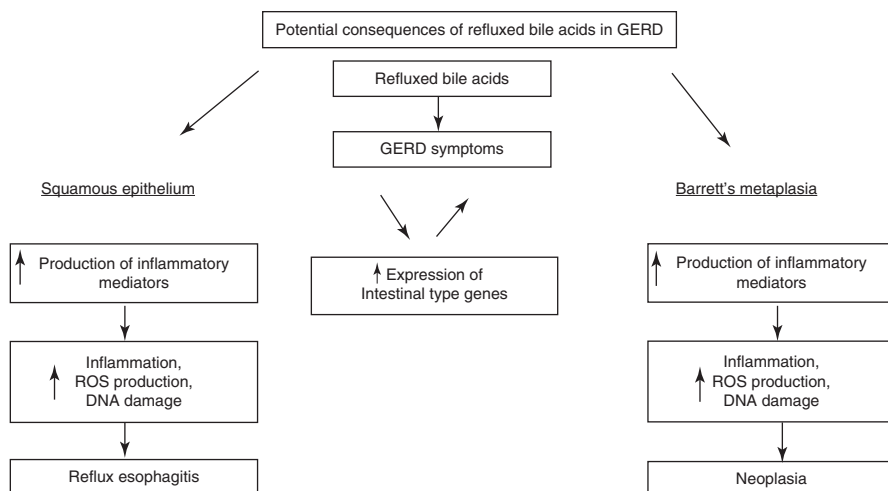 Potential consequences of refluxed bile acids in GERD
Refluxed bile acids
GERD symptoms
Squamous epithelium
Barrett's metaplasia
Production of inflammatory
mediators
Expression of
Intestinal type genes
Production of inflammatory
mediators
Inflammation,
ROS production,
DNA damage
Inflammation,
ROS production,
DNA damage
Reflux esophagitis
Neoplasia